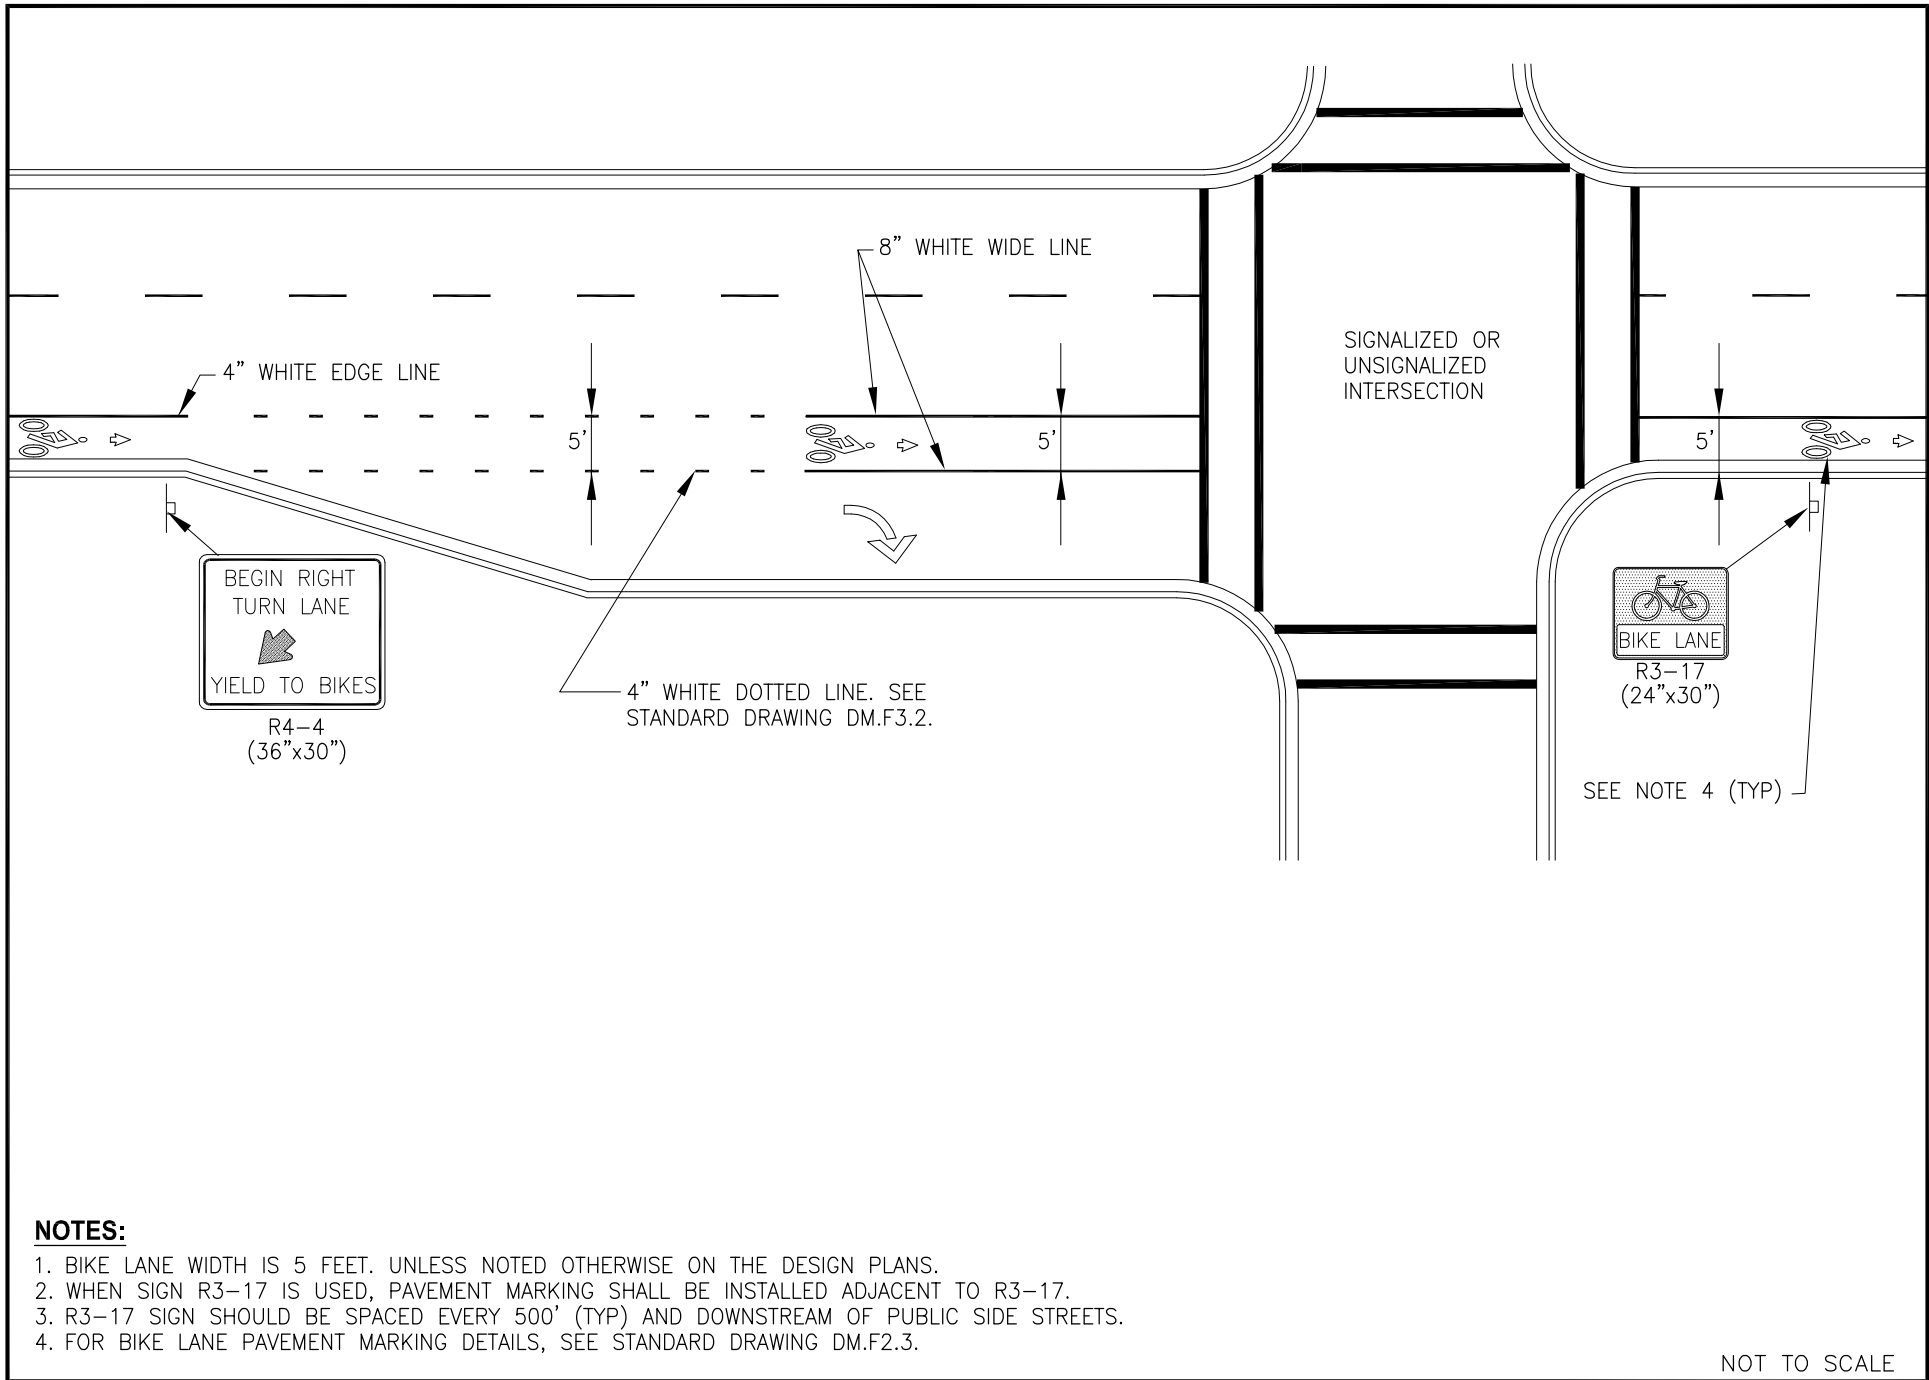 8” WHITE WIDE LINE
SIGNALIZED OR
UNSIGNALIZED
INTERSECTION
4” WHITE EDGE LINE
5’
5’
5’
BEGIN RIGHT
TURN LANE
YIELD TO BIKES
R4-4
(36”x30”)
4” WHITE DOTTED LINE. SEE
STANDARD DRAWING DM.F3.2.
BIKE LANE
R3-17
(24”x30”)
SEE NOTE 4 (TYP)
NOTES:
1. BIKE LANE WIDTH IS 5 FEET. UNLESS NOTED OTHERWISE ON THE DESIGN PLANS.
2. WHEN SIGN R3-17 IS USED, PAVEMENT MARKING SHALL BE INSTALLED ADJACENT TO R3-17.
3. R3-17 SIGN SHOULD BE SPACED EVERY 500’ (TYP) AND DOWNSTREAM OF PUBLIC SIDE STREETS.
4. FOR BIKE LANE PAVEMENT MARKING DETAILS, SEE STANDARD DRAWING DM.F2.3.
NOT TO SCALE